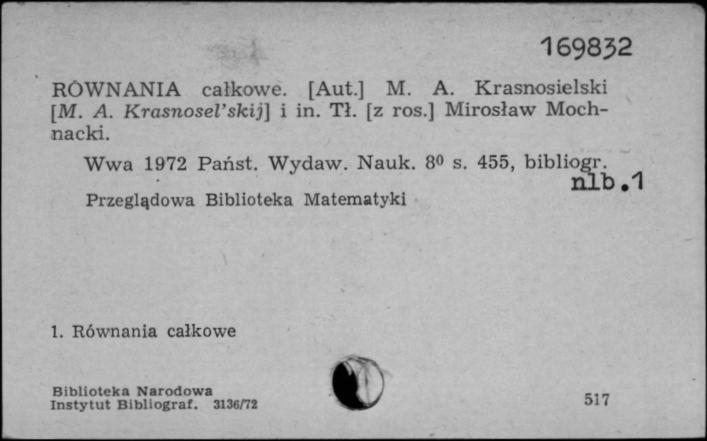 169832
RÓWNANIA całkowe. [Aut.] M. A. Krasnosielski
[M. A. Krasnosel’skij] i in. Tł. [z ros.] Mirosław Moch-
nacki.
Wwa 1972 Państ. Wydaw. Nauk. 8⁰ s. 455, bibliogr.
nlb.1
Przeglądowa Biblioteka Matematyki
1. Równania całkowe
Biblioteka Narodowa
Instytut Bibliograf. 3136/72
517